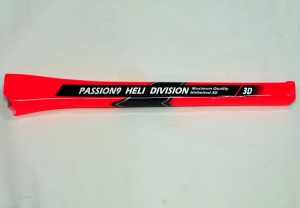 PASSION9 HELI DIVISION
Maximum Quality
Unlimited 3D
3D